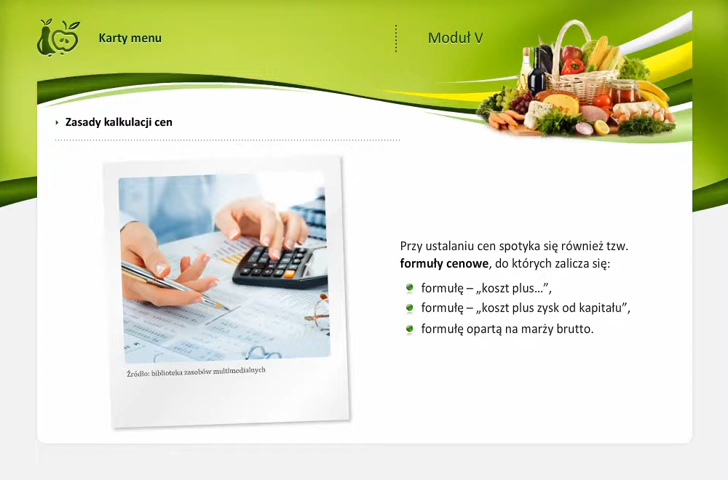 Karty menu
Moduł V
Zasady kalkulacji cen
Przy ustalaniu cen spotyka się również tzw.
formuły cenowe, do których zalicza się:
formułę – „koszt plus...”,
formułę – „koszt plus zysk od kapitału”,
formułę opartą na marży brutto.
Źródło: biblioteka zasobów multimedialnych